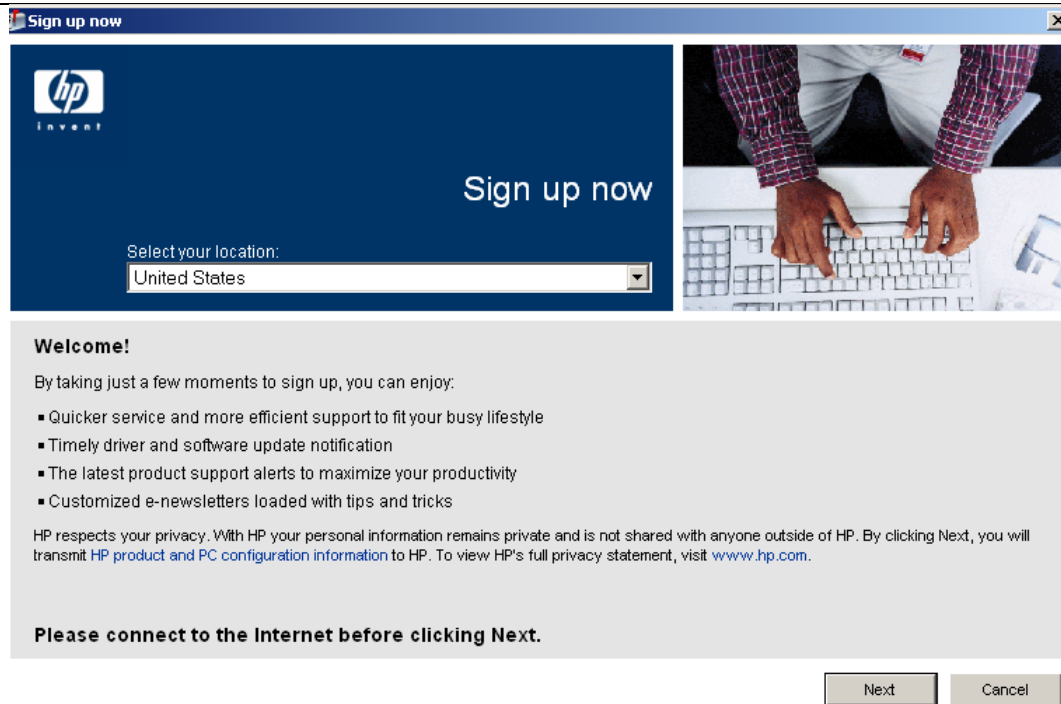 Sign up now
hp
invent
Sign up now
Select your location:
United States
Welcome!
By taking just a few moments to sign up, you can enjoy:
▪ Quicker service and more efficient support to fit your busy lifestyle
▪ Timely driver and software update notification
▪ The latest product support alerts to maximize your productivity
▪ Customized e-newsletters loaded with tips and tricks
HP respects your privacy. With HP your personal information remains private and is not shared with anyone outside of HP. By clicking Next, you will
transmit HP product and PC configuration information to HP. To view HP's full privacy statement, visit www.hp.com.
Please connect to the Internet before clicking Next.
Next
Cancel